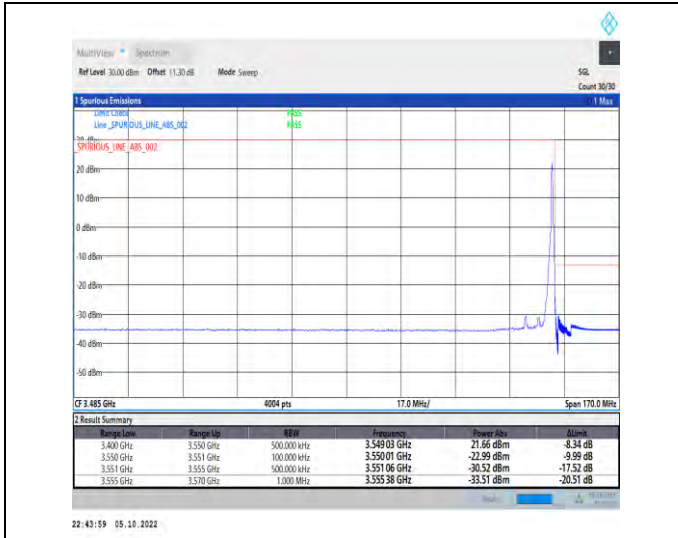 MultiView Spectrum
Ref Level 30.00 dBm Offset 11.30 dB Mode Sweep SGL
Count 30/30
1 Spurious Emissions 1 Max
Limit Check PASS
Line _SPURIOUS_LINE_ABS_002 PASS
_SPURIOUS_LINE_ABS_002
20 dBm
10 dBm
0 dBm
-10 dBm
-20 dBm
-30 dBm
-40 dBm
-50 dBm
CF 3.485 GHz 4004 pts 17.0 MHz/ Span 170.0 MHz
2 Result Summary
Range Low Range Up RBW Frequency Power Abs ΔLimit
3.400 GHz 3.550 GHz 500.000 kHz 3.549 03 GHz 21.66 dBm -8.34 dB
3.550 GHz 3.551 GHz 100.000 kHz 3.550 01 GHz -22.99 dBm -9.99 dB
3.551 GHz 3.555 GHz 500.000 kHz 3.551 06 GHz -30.52 dBm -17.52 dB
3.555 GHz 3.570 GHz 1.000 MHz 3.555 38 GHz -33.51 dBm -20.51 dB
22:43:59 05.10.2022